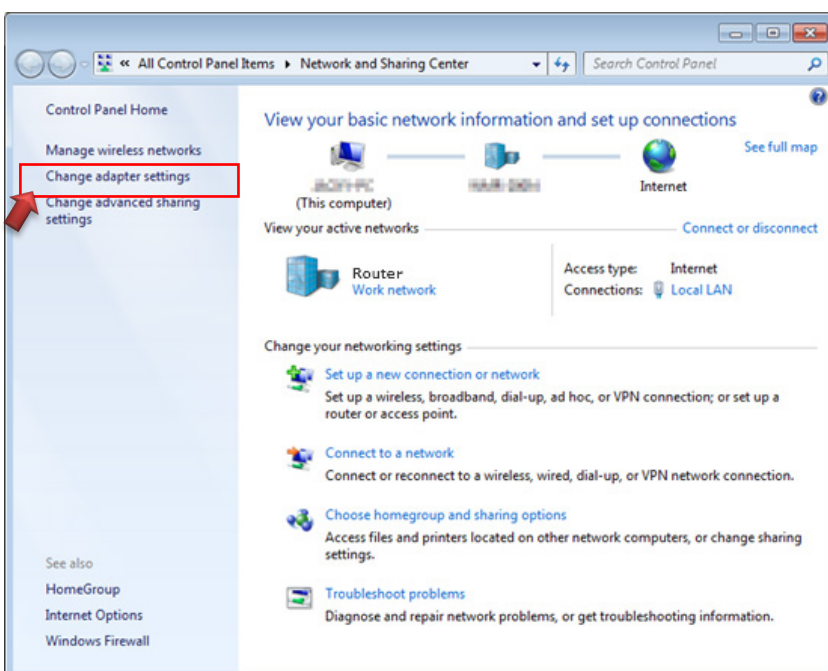 « All Control Panel Items ▸ Network and Sharing Center
Search Control Panel
Control Panel Home
Manage wireless networks
Change adapter settings
Change advanced sharing
settings
See also
HomeGroup
Internet Options
Windows Firewall
View your basic network information and set up connections
See full map
(This computer)
Internet
View your active networks
Connect or disconnect
Router
Work network
Access type: Internet
Connections: Local LAN
Change your networking settings
Set up a new connection or network
Set up a wireless, broadband, dial-up, ad hoc, or VPN connection; or set up a
router or access point.
Connect to a network
Connect or reconnect to a wireless, wired, dial-up, or VPN network connection.
Choose homegroup and sharing options
Access files and printers located on other network computers, or change sharing
settings.
Troubleshoot problems
Diagnose and repair network problems, or get troubleshooting information.